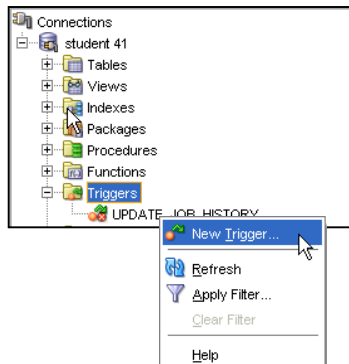 Connections
student 41
Tables
Views
Indexes
Packages
Procedures
Functions
Triggers
UPDATE_JOB_HISTORY
New Trigger...
Refresh
Apply Filter...
Clear Filter
Help